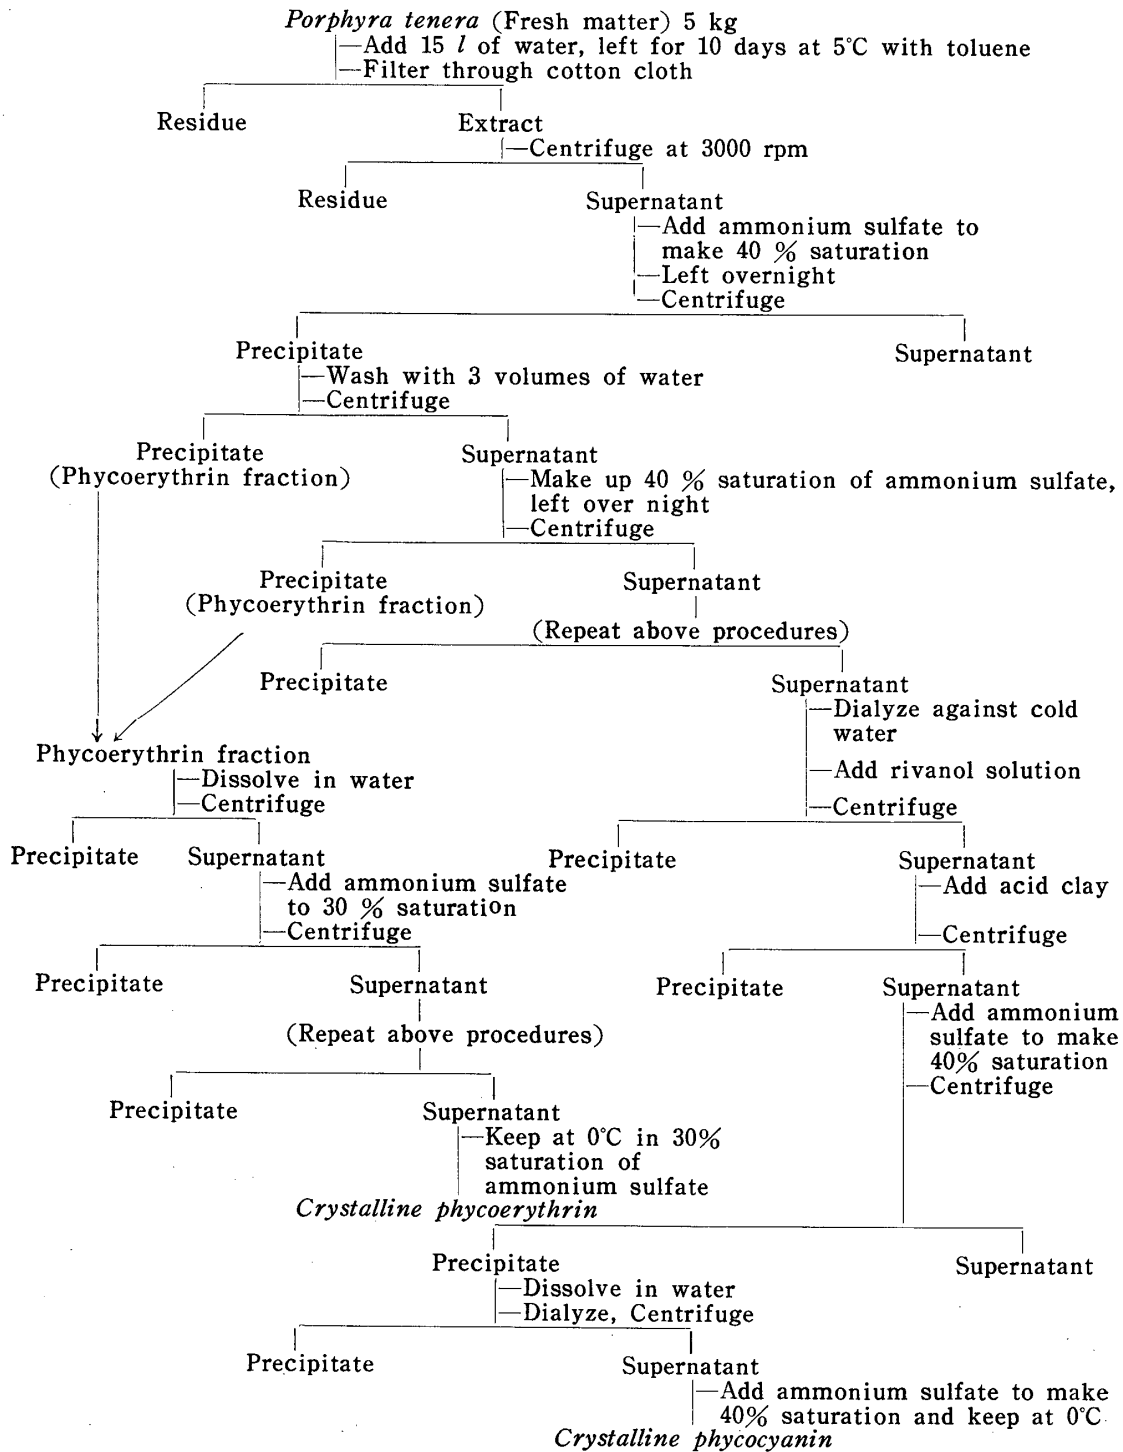 Porphyra tenera (Fresh matter) 5 kg
Add 15 l of water, left for 10 days at 5°C with toluene
Filter through cotton cloth
Residue
Extract
Centrifuge at 3000 rpm
Residue
Supernatant
Add ammonium sulfate to
make 40 % saturation
Left overnight
Centrifuge
Precipitate
Supernatant
Wash with 3 volumes of water
Centrifuge
Precipitate
(Phycoerythrin fraction)
Supernatant
Make up 40 % saturation of ammonium sulfate,
left over night
Centrifuge
Precipitate
(Phycoerythrin fraction)
Supernatant
(Repeat above procedures)
Precipitate
Supernatant
Dialyze against cold
water
Add rivanol solution
Centrifuge
Phycoerythrin fraction
Dissolve in water
Centrifuge
Precipitate
Supernatant
Precipitate
Supernatant
Add ammonium sulfate
to 30 % saturation
Centrifuge
Add acid clay
Centrifuge
Precipitate
Supernatant
Precipitate
Supernatant
(Repeat above procedures)
Add ammonium
sulfate to make
40% saturation
Centrifuge
Precipitate
Supernatant
Keep at 0°C in 30%
saturation of
ammonium sulfate
Crystalline phycoerythrin
Precipitate
Supernatant
Dissolve in water
Dialyze, Centrifuge
Precipitate
Supernatant
Add ammonium sulfate to make
40% saturation and keep at 0°C
Crystalline phycocyanin